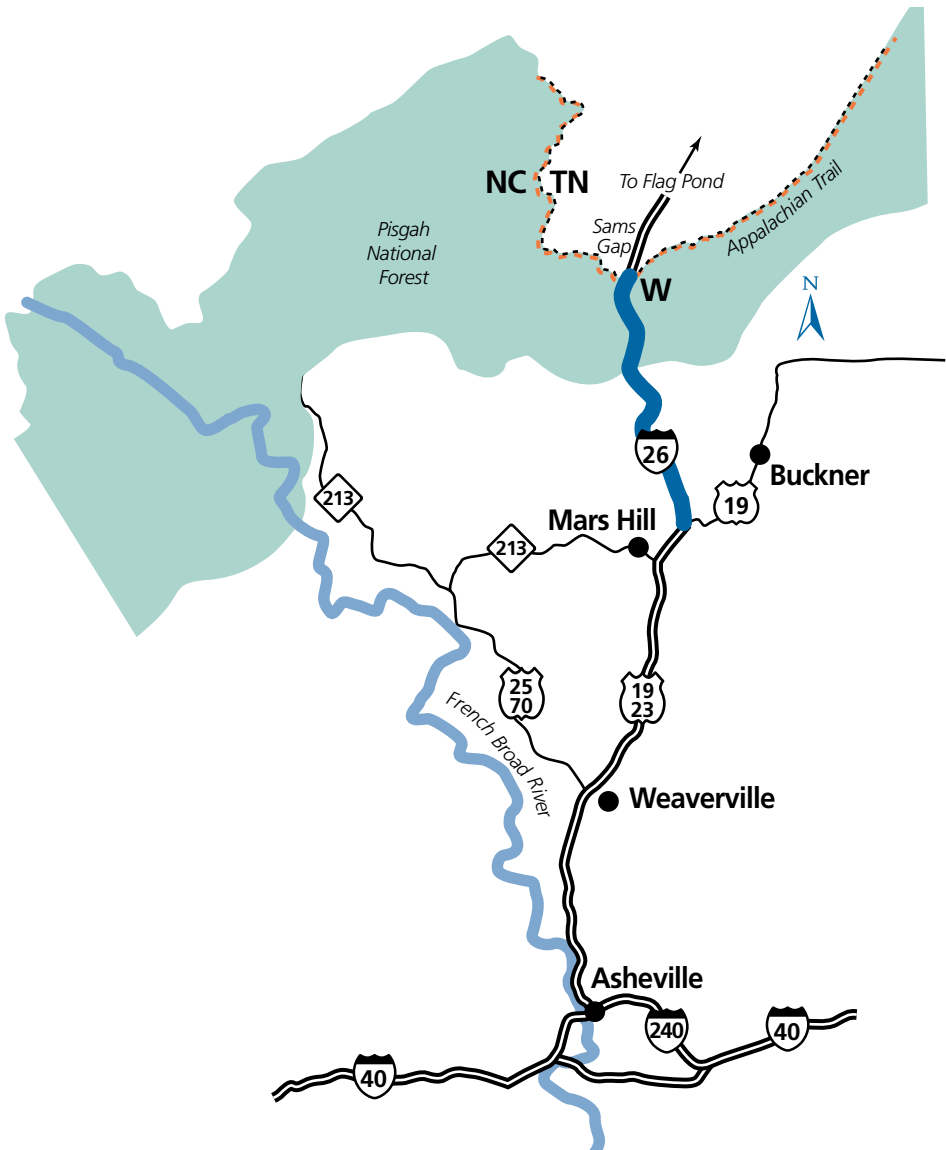 NC TN
To Flag Pond
Sams
Gap
Appalachian Trail
Pisgah
National
Forest
W
N
26
Buckner
19
213
Mars Hill
213
25
70
19
23
French Broad River
Weaverville
Asheville
240
40
40